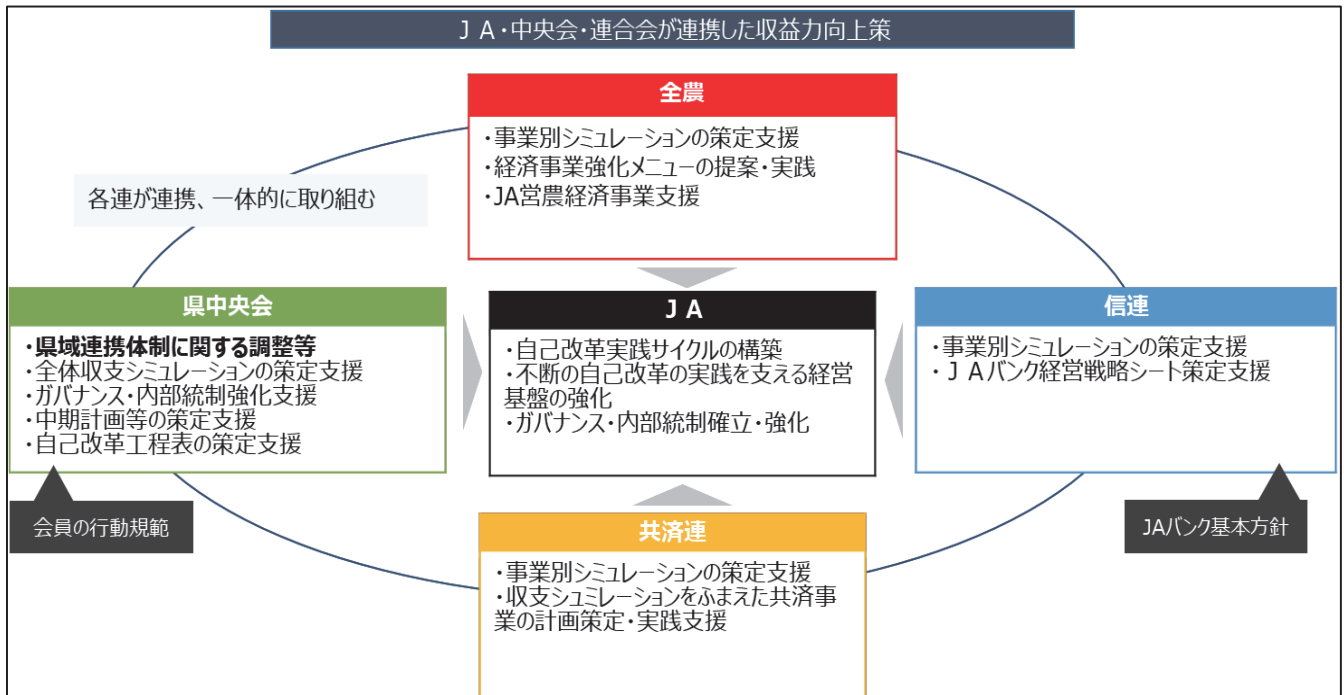 ＪＡ・中央会・連合会が連携した収益力向上策
全農
・事業別シミュレーションの策定支援
・経済事業強化メニューの提案・実践
・JA営農経済事業支援
各連が連携、一体的に取り組む
県中央会
・県域連携体制に関する調整等
・全体収支シミュレーションの策定支援
・ガバナンス・内部統制強化支援
・中期計画等の策定支援
・自己改革工程表の策定支援
会員の行動規範
ＪＡ
・自己改革実践サイクルの構築
・不断の自己改革の実践を支える経営
基盤の強化
・ガバナンス・内部統制確立・強化
信連
・事業別シミュレーションの策定支援
・ＪＡバンク経営戦略シート策定支援
JAバンク基本方針
共済連
・事業別シミュレーションの策定支援
・収支シュミレーションをふまえた共済事
業の計画策定・実践支援